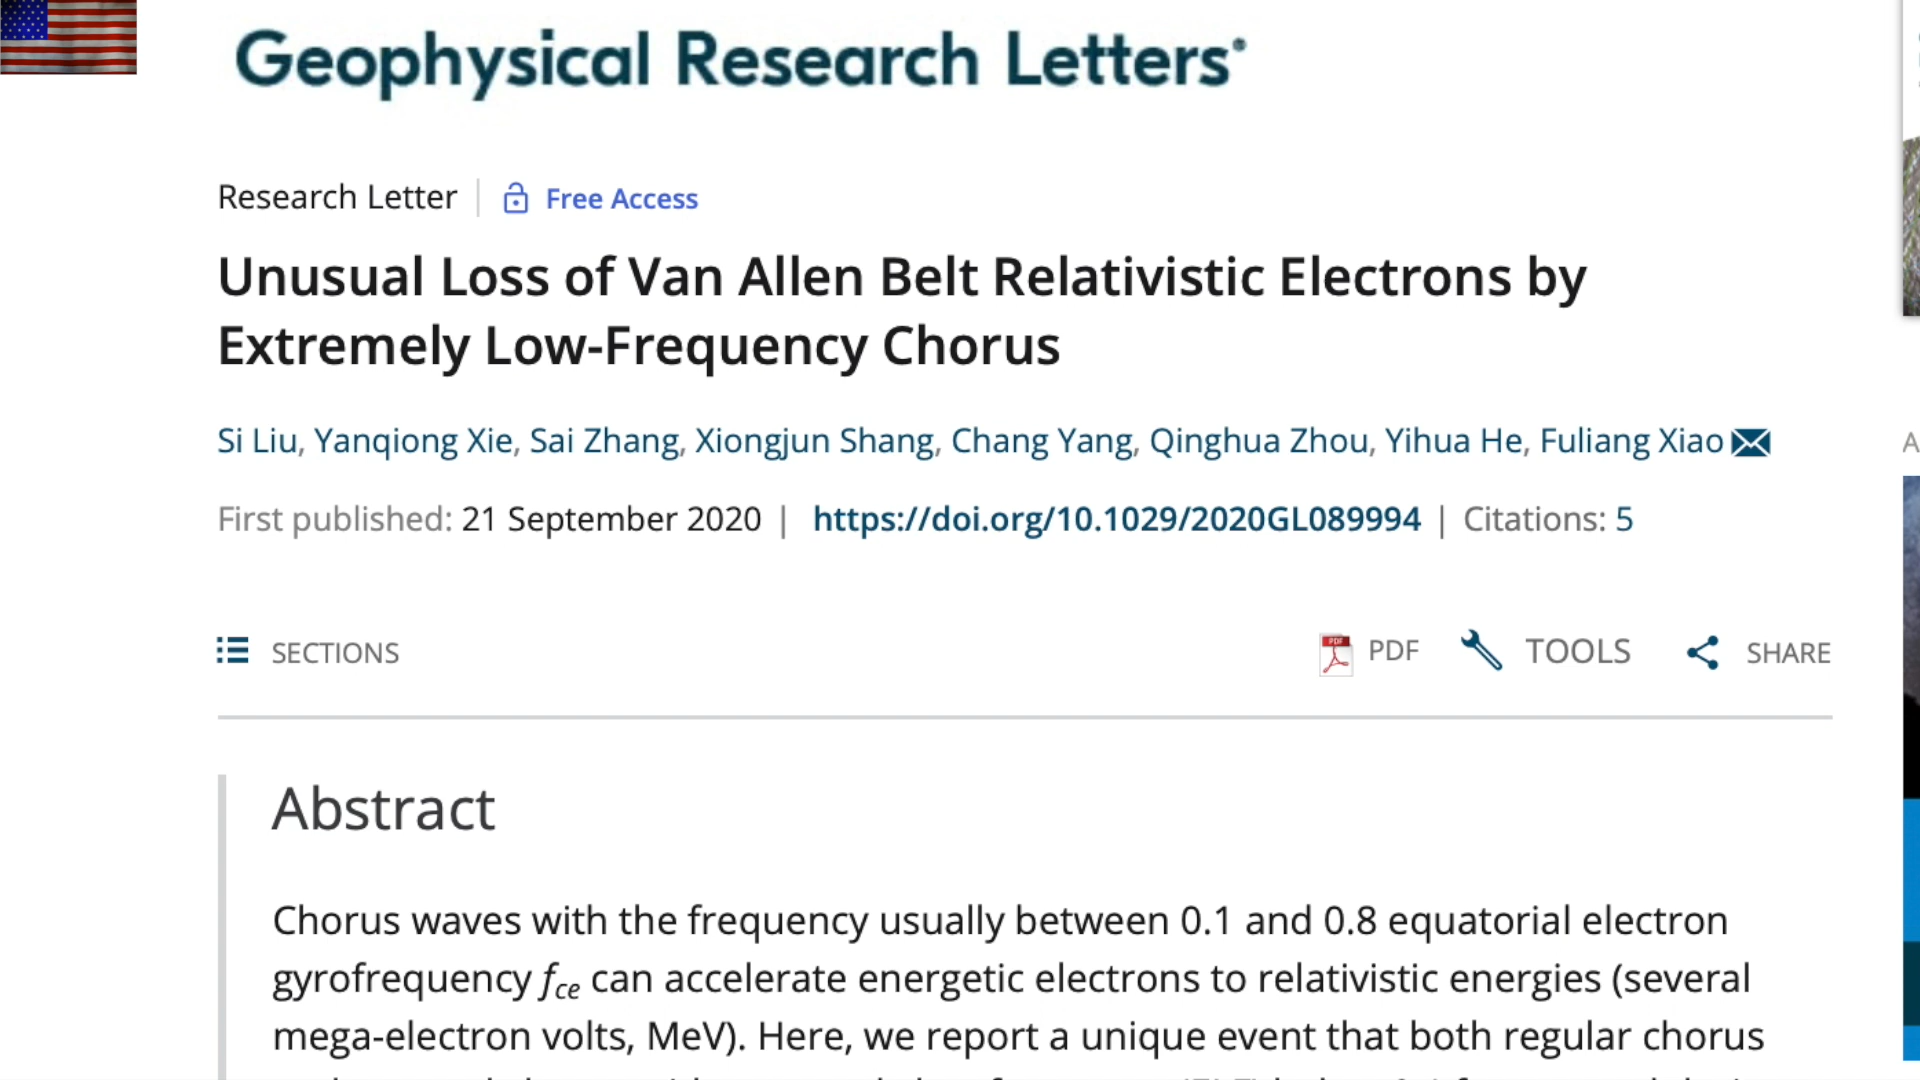 Geophysical Research Letters®
Research Letter | Free Access
Unusual Loss of Van Allen Belt Relativistic Electrons by
Extremely Low-Frequency Chorus
Si Liu, Yanqiong Xie, Sai Zhang, Xiongjun Shang, Chang Yang, Qinghua Zhou, Yihua He, Fuliang Xiao
First published: 21 September 2020 | https://doi.org/10.1029/2020GL089994 | Citations: 5
SECTIONS
PDF TOOLS SHARE
Abstract
Chorus waves with the frequency usually between 0.1 and 0.8 equatorial electron
gyrofrequency fce can accelerate energetic electrons to relativistic energies (several
mega-electron volts, MeV). Here, we report a unique event that both regular chorus